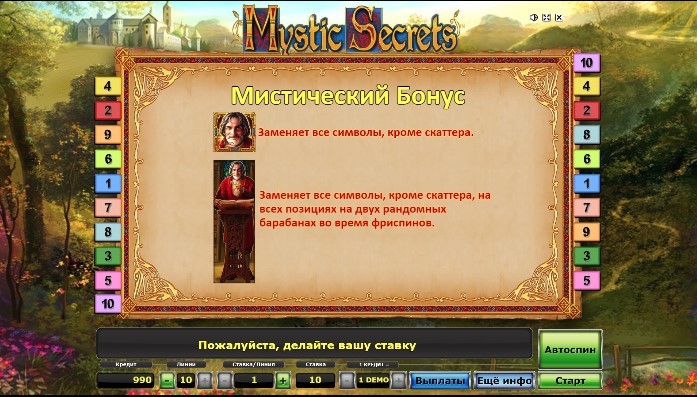 Mystic Secrets
10
4
4
2
2
9
8
6
6
1
1
7
7
8
9
3
3
5
5
10
Мистический Бонус
Заменяет все символы, кроме скаттера.
Заменяет все символы, кроме скаттера, на
всех позициях на двух рандомных
барабанах во время фриспинов.
Пожалуйста, делайте вашу ставку
Автоспин
Кредит Линии Ставка/Линия Ставка 1 кредит =
990 - 10 1 + 10 1 DEMO Выплаты Ещё инфо Старт